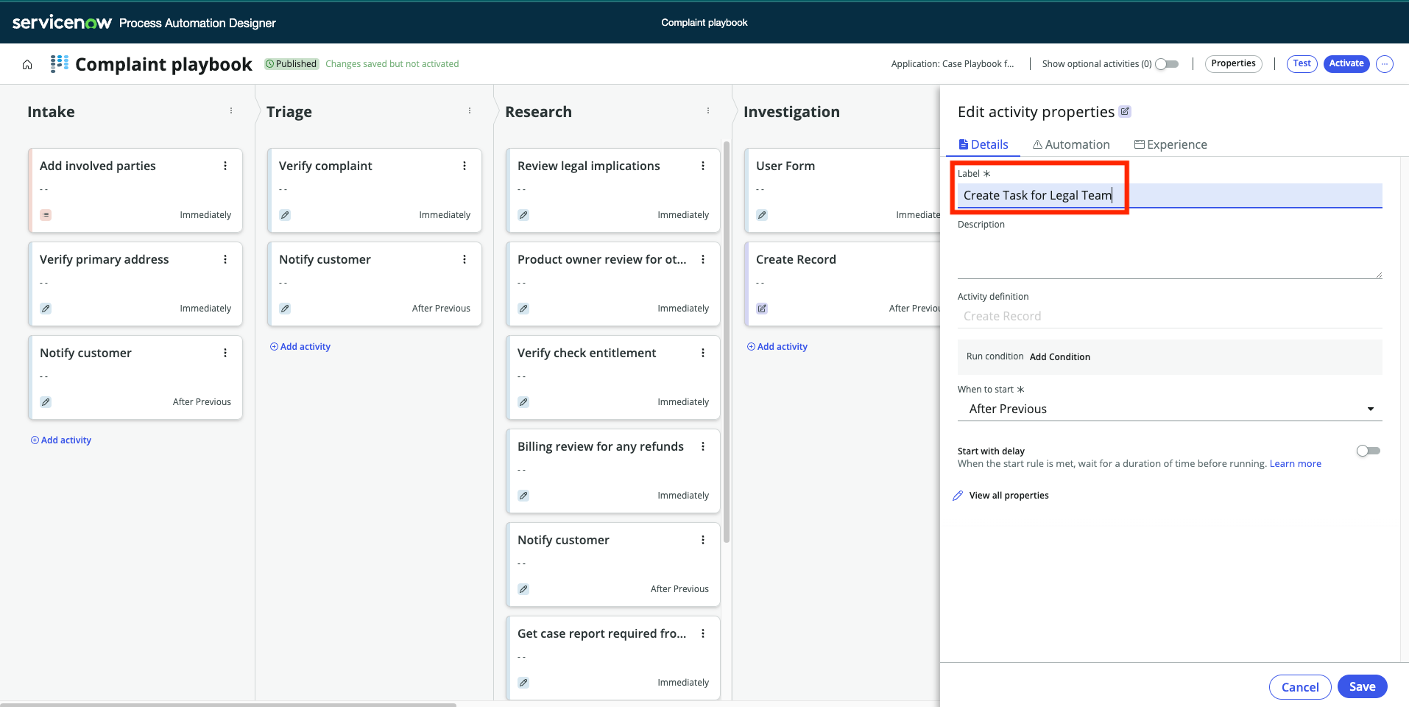 servicenow Process Automation Designer
Complaint playbook
Complaint playbook
Published
Changes saved but not activated
Application: Case Playbook f...
Show optional activities (0)
Properties
Test
Activate
Intake
Add involved parties
--
Immediately
Verify primary address
--
Immediately
Notify customer
--
After Previous
Add activity
Triage
Verify complaint
--
Immediately
Notify customer
--
After Previous
Add activity
Research
Review legal implications
--
Immediately
Product owner review for ot...
--
Immediately
Verify check entitlement
--
Immediately
Billing review for any refunds
--
Immediately
Notify customer
--
After Previous
Get case report required fro...
--
Immediately
Investigation
User Form
--
Immedia
Create Record
--
After Previou
Add activity
Edit activity properties
Details
Automation
Experience
Label *
Create Task for Legal Team
Description
Activity definition
Create Record
Run condition Add Condition
When to start *
After Previous
Start with delay
When the start rule is met, wait for a duration of time before running. Learn more
View all properties
Cancel
Save